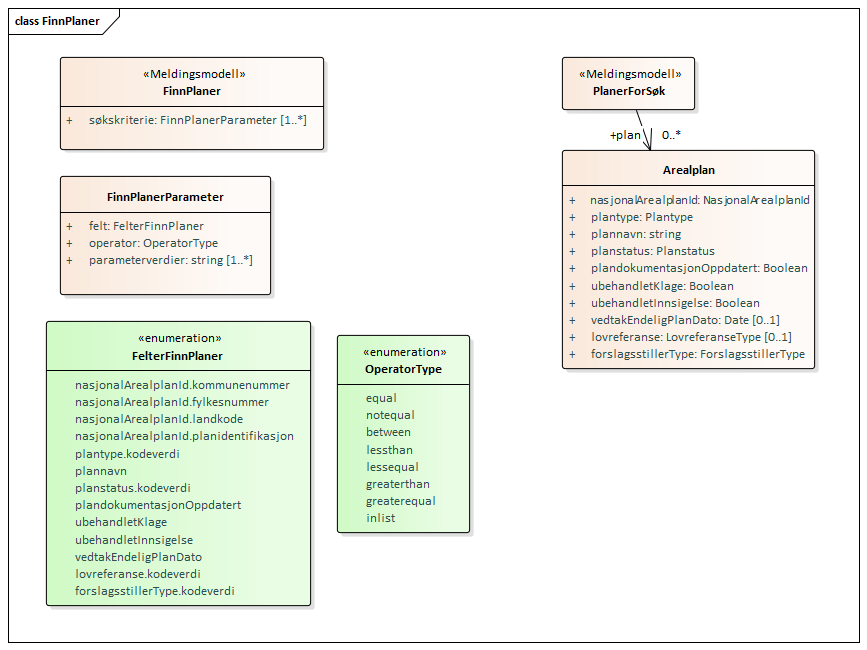 class FinnPlaner
«Meldingsmodell»
FinnPlaner
+ søkskriterie: FinnPlanerParameter [1..*]
FinnPlanerParameter
+ felt: FelterFinnPlaner
+ operator: OperatorType
+ parameterverdier: string [1..*]
«enumeration»
FelterFinnPlaner
nasjonalArealplanId.kommunenummer
nasjonalArealplanId.fylkesnummer
nasjonalArealplanId.landkode
nasjonalArealplanId.planidentifikasjon
plantype.kodeverdi
plannavn
planstatus.kodeverdi
plandokumentasjonOppdatert
ubehandletKlage
ubehandletInnsigelse
vedtakEndeligPlanDato
lovreferanse.kodeverdi
forslagsstillerType.kodeverdi
«enumeration»
OperatorType
equal
notequal
between
lessthan
lessequal
greaterthan
greaterequal
inlist
«Meldingsmodell»
PlanerForSøk
+plan 0..*
Arealplan
+ nasjonalArealplanId: NasjonalArealplanId
+ plantype: Plantype
+ plannavn: string
+ planstatus: Planstatus
+ plandokumentasjonOppdatert: Boolean
+ ubehandletKlage: Boolean
+ ubehandletInnsigelse: Boolean
+ vedtakEndeligPlanDato: Date [0..1]
+ lovreferanse: LovreferanseType [0..1]
+ forslagsstillerType: ForslagsstillerType